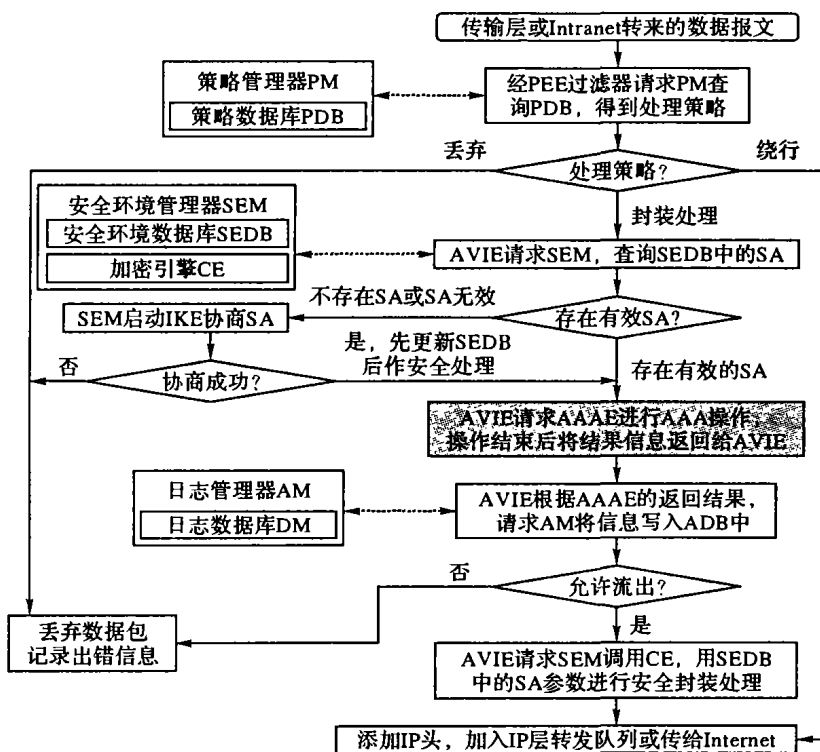 传输层或Intranet转来的数据报文
策略管理器PM
策略数据库PDB
经PEE过滤器请求PM查
询PDB，得到处理策略
丢弃
处理策略?
绕行
安全环境管理器SEM
安全环境数据库SEDB
加密引擎CE
封装处理
AVIE请求SEM，查询SEDB中的SA
不存在SA或SA无效
SEM启动IKE协商SA
存在有效SA?
是，先更新SEDB
后作安全处理
否
协商成功?
存在有效的SA
AVIE请求AAAE进行AAA操作，
操作结束后将结果信息返回给AVIE
日志管理器AM
日志数据库DM
AVIE根据AAAE的返回结果，
请求AM将信息写入ADB中
否
允许流出?
是
丢弃数据包
记录出错信息
AVIE请求SEM调用CE，用SEDB
中的SA参数进行安全封装处理
添加IP头，加入IP层转发队列或传给Internet